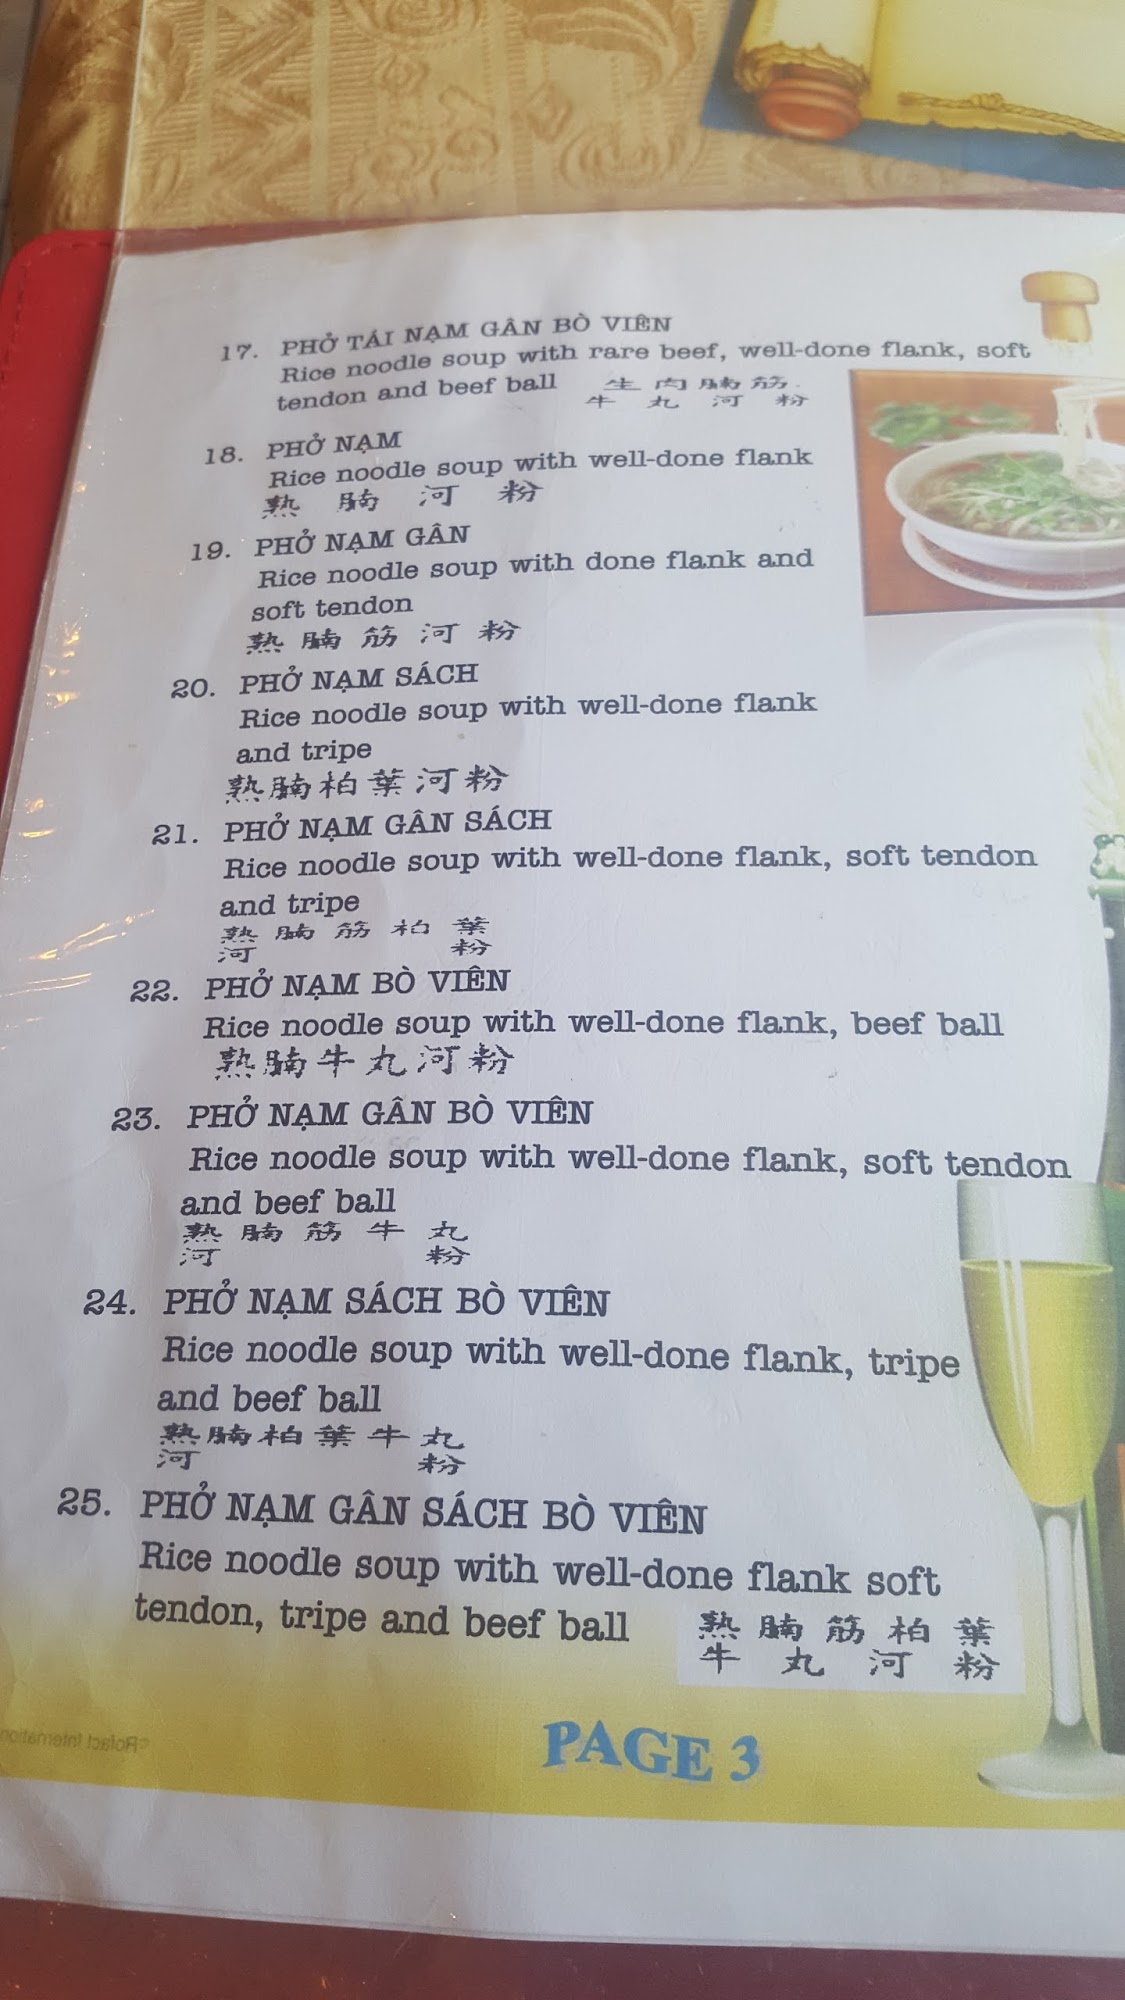 17. PHỞ TÁI NẠM GÂN BÒ VIÊN
Rice noodle soup with rare beef, well-done flank, soft
tendon and beef ball 生肉腩筋
牛丸河粉
18. PHỞ NẠM
Rice noodle soup with well-done flank
熟腩河粉
19. PHỞ NẠM GÂN
Rice noodle soup with done flank and
soft tendon
熟腩筋河粉
20. PHỞ NẠM SÁCH
Rice noodle soup with well-done flank
and tripe
熟腩柏葉河粉
21. PHỞ NẠM GÂN SÁCH
Rice noodle soup with well-done flank, soft tendon
and tripe
熟腩筋柏葉
河粉
22. PHỞ NẠM BÒ VIÊN
Rice noodle soup with well-done flank, beef ball
熟腩牛丸河粉
23. PHỞ NẠM GÂN BÒ VIÊN
Rice noodle soup with well-done flank, soft tendon
and beef ball
熟腩筋牛丸
河粉
24. PHỞ NẠM SÁCH BÒ VIÊN
Rice noodle soup with well-done flank, tripe
and beef ball
熟腩柏葉牛丸
河粉
25. PHỞ NẠM GÂN SÁCH BÒ VIÊN
Rice noodle soup with well-done flank soft
tendon, tripe and beef ball 熟腩筋柏葉
牛丸河粉
PAGE 3